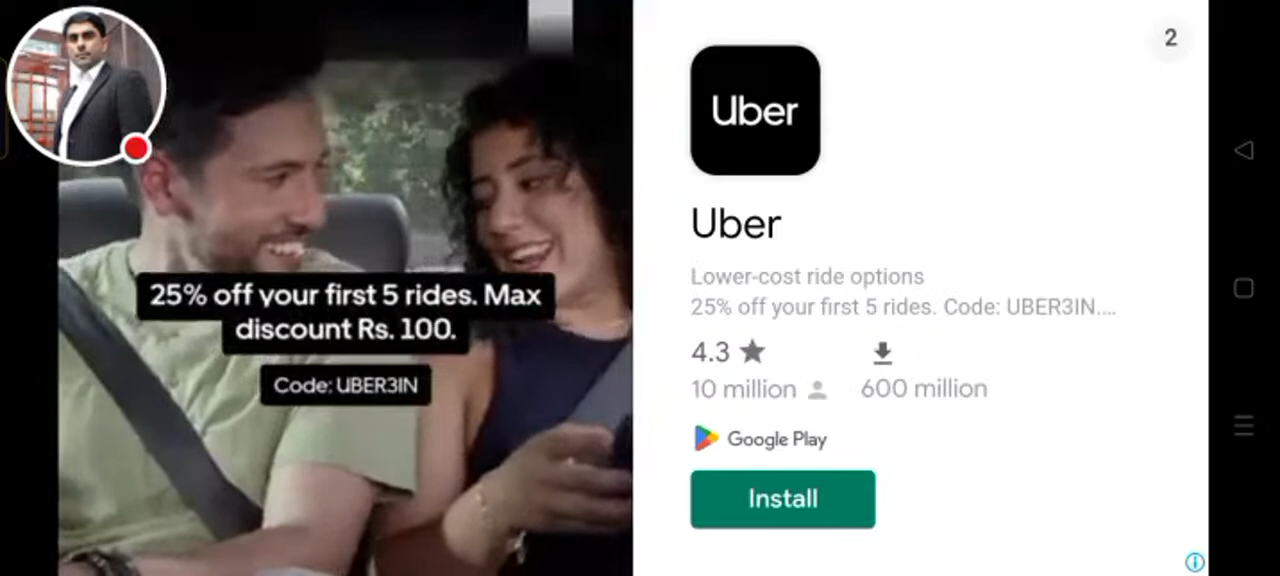 25% off your first 5 rides. Max
discount Rs. 100.
Code: UBER3IN
2
Uber
Uber
Lower-cost ride options
25% off your first 5 rides. Code: UBER3IN....
4.3
10 million
600 million
Google Play
Install